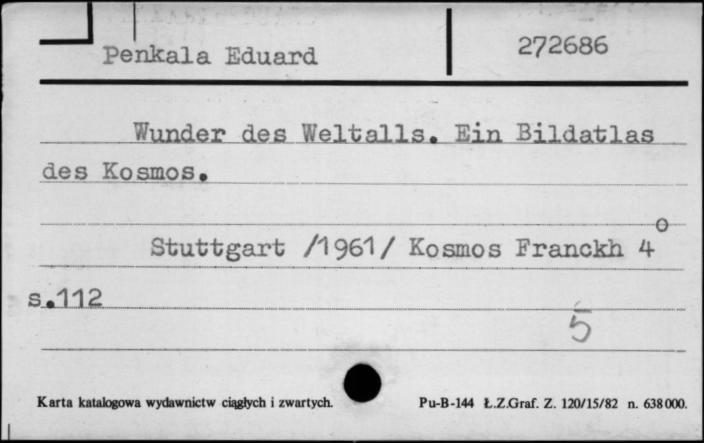 Penkala Eduard 272686
Wunder des Weltalls. Ein Bildatlas
des Kosmos.
Stuttgart /1961/ Kosmos Franckh 4°
s.112
5
Karta katalogowa wydawnictw ciągłych i zwartych. Pu-B-144 Ł.Z.Graf. Z. 120/15/82 n. 638000.